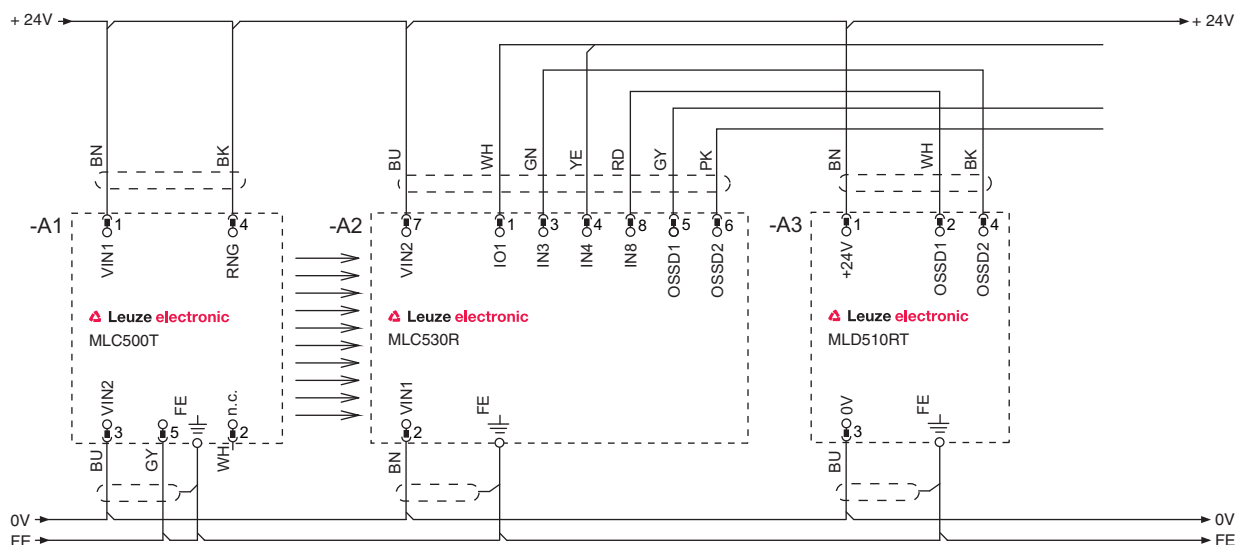 + 24V
+ 24V
BN
BK
BU
WH
GN
YE
RD
GY
PK
BN
WH
BK
-A1
1
4
-A2
7
1
3
4
8
5
6
-A3
1
2
4
VIN1
RNG
VIN2
IO1
IN3
IN4
IN8
OSSD1
OSSD2
+24V
OSSD1
OSSD2
Leuze electronic
Leuze electronic
Leuze electronic
MLC500T
MLC530R
MLD510RT
VIN2
FE
n.c.
VIN1
FE
0V
FE
3
5
2
2
3
BU
GY
WH
BN
BU
0V
0V
FE
FE